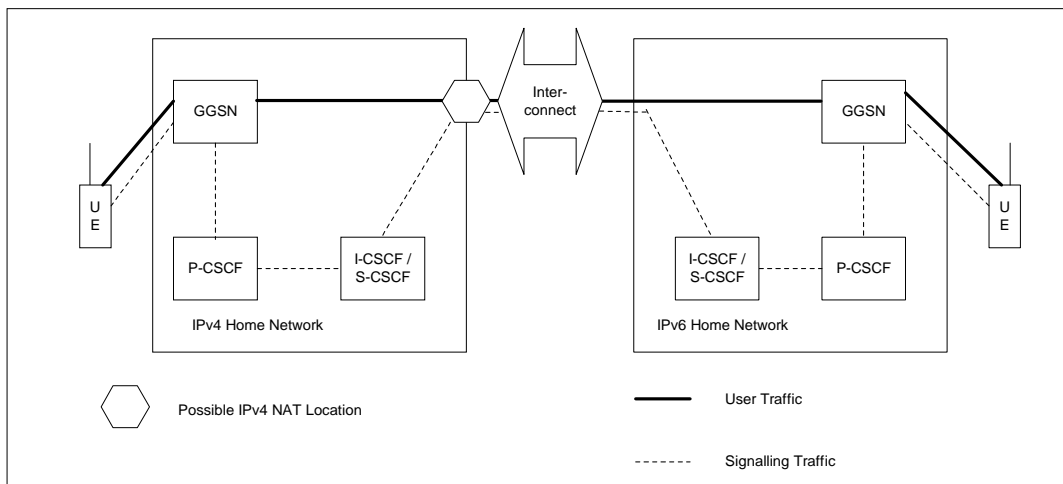 Inter-
connect
GGSN
GGSN
U
E
U
E
P-CSCF
I-CSCF /
S-CSCF
I-CSCF /
S-CSCF
P-CSCF
IPv4 Home Network
IPv6 Home Network
Possible IPv4 NAT Location
User Traffic
Signalling Traffic